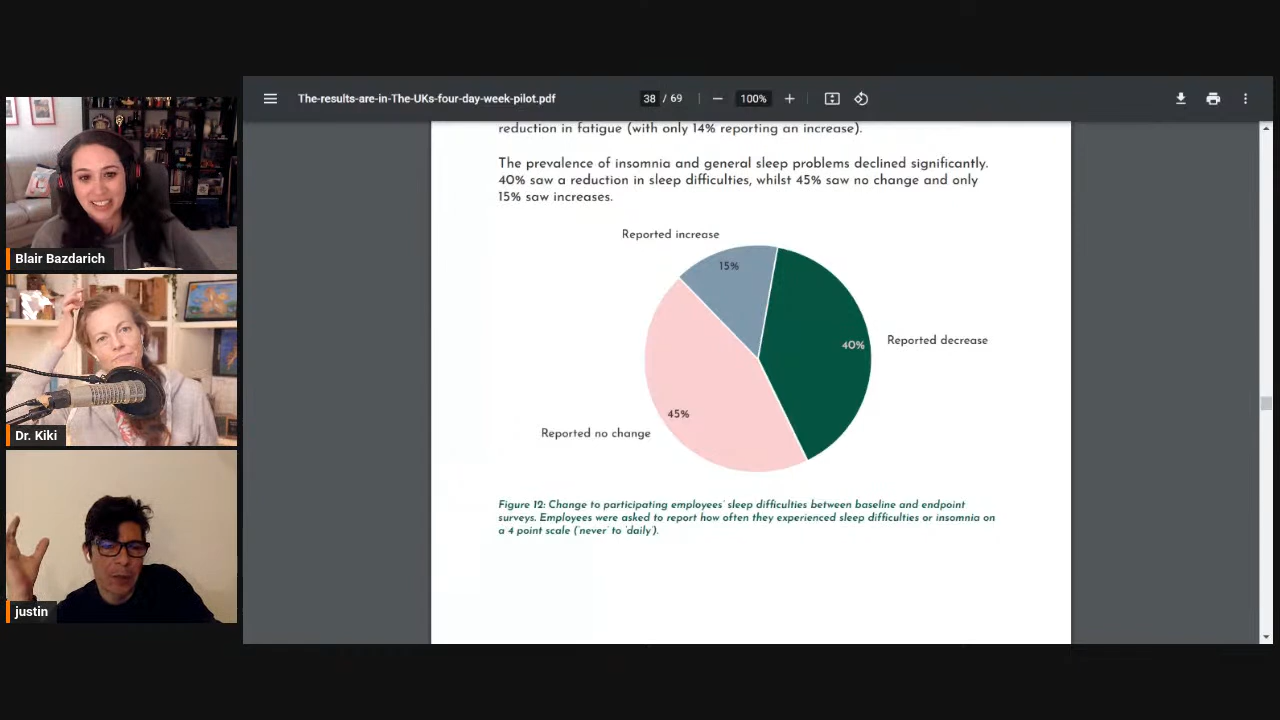 The-results-are-in-The-UKs-four-day-week-pilot.pdf
38 / 69
100%
reduction in fatigue (with only 14% reporting an increase).
The prevalence of insomnia and general sleep problems declined significantly.
40% saw a reduction in sleep difficulties, whilst 45% saw no change and only
15% saw increases.
Reported increase
15%
40%
Reported decrease
45%
Reported no change
Figure 12: Change to participating employees' sleep difficulties between baseline and endpoint
surveys. Employees were asked to report how often they experienced sleep difficulties or insomnia on
a 4 point scale ('never' to 'daily').
Blair Bazdarich
Dr. Kiki
justin